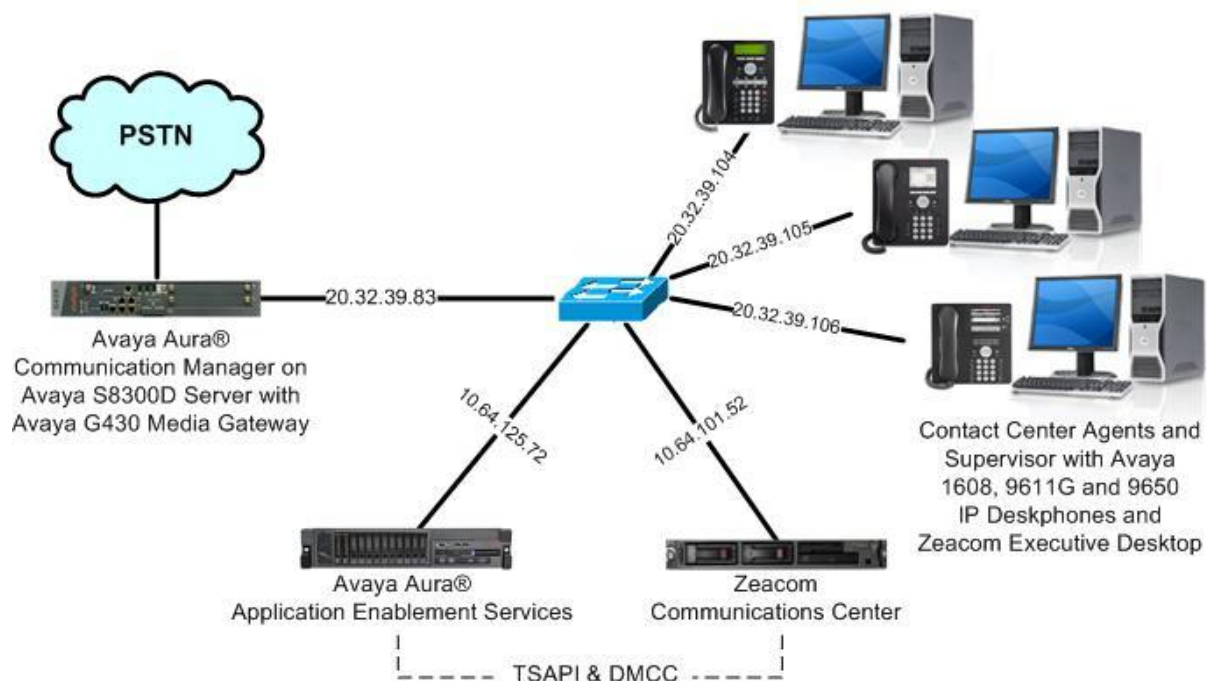 PSTN
20.32.39.104
20.32.39.105
20.32.39.83
20.32.39.106
Avaya Aura®
Communication Manager on
Avaya S8300D Server with
Avaya G430 Media Gateway
10.64.125.72
10.64.101.52
Contact Center Agents and
Supervisor with Avaya
1608, 9611G and 9650
IP Deskphones and
Zeacom Executive Desktop
Avaya Aura®
Application Enablement Services
Zeacom
Communications Center
TSAPI & DMCC